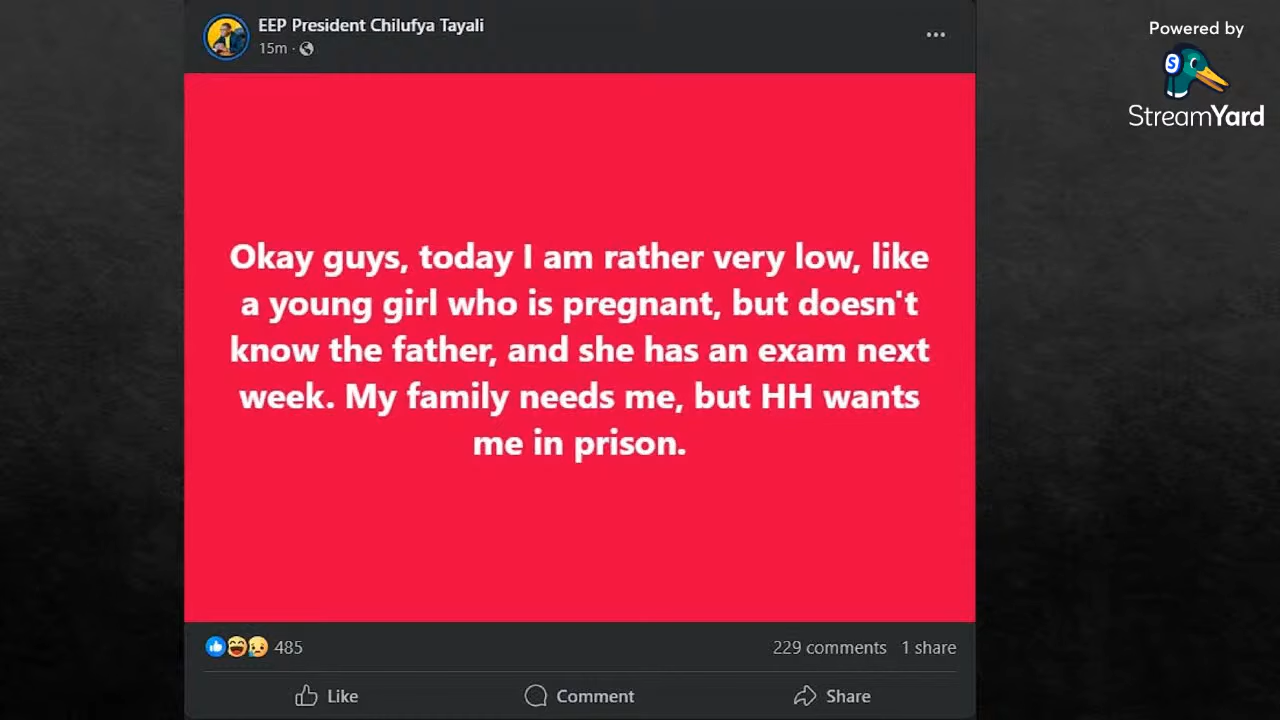 EEP President Chilufya Tayali
15m ·
Powered by
StreamYard
Okay guys, today I am rather very low, like
a young girl who is pregnant, but doesn't
know the father, and she has an exam next
week. My family needs me, but HH wants
me in prison.
485
229 comments 1 share
Like Comment Share